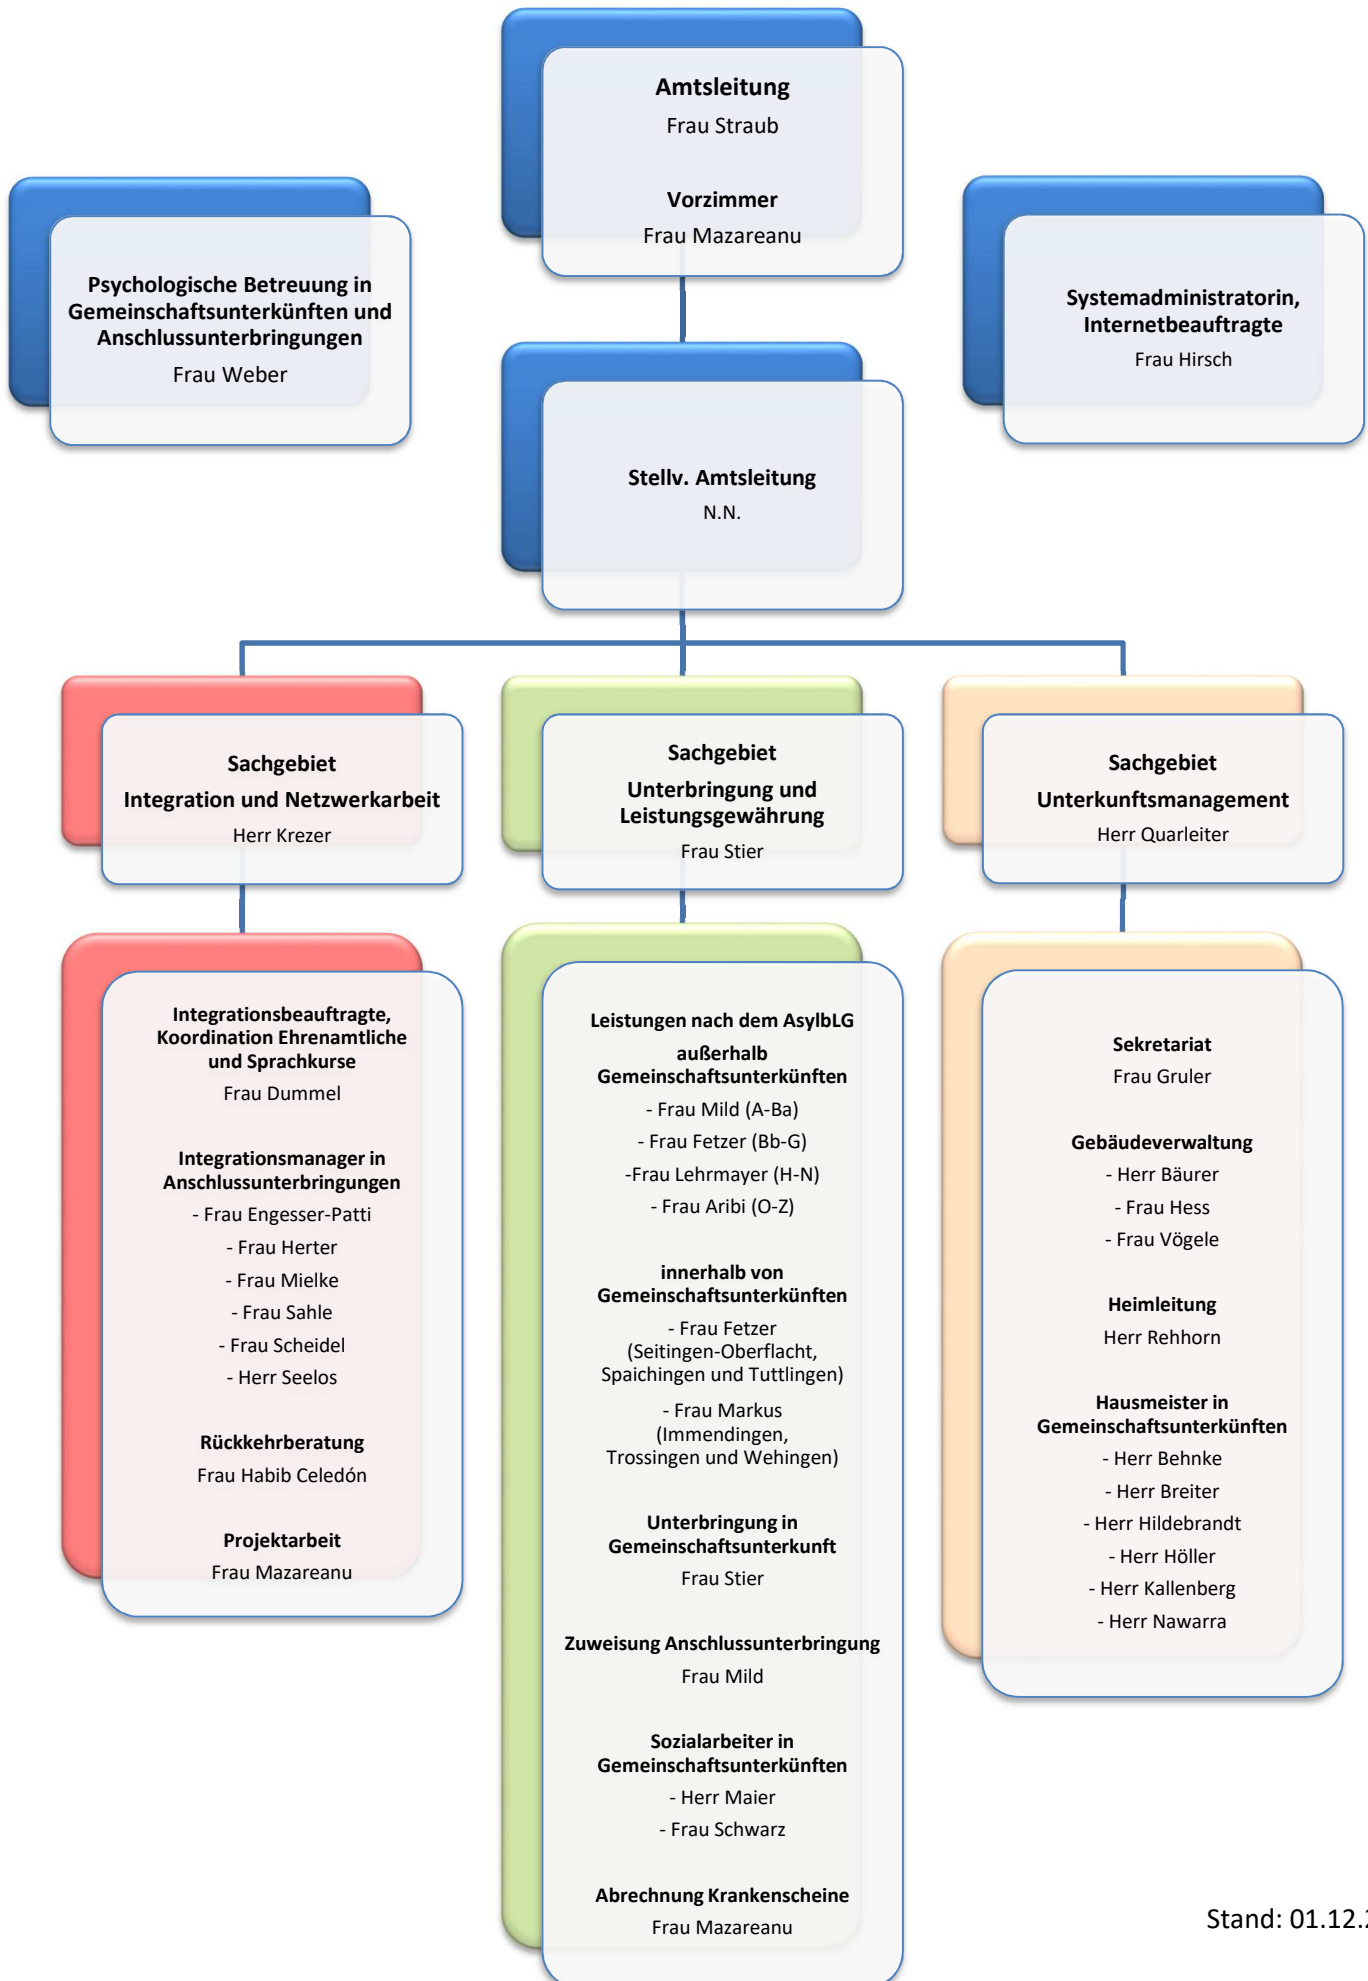 Amtsleitung
Frau Straub
Vorzimmer
Frau Mazareanu
Psychologische Betreuung in
Gemeinschaftsunterkünften und
Anschlussunterbringungen
Frau Weber
Systemadministratorin,
Internetbeauftragte
Frau Hirsch
Stellv. Amtsleitung
N.N.
Sachgebiet
Integration und Netzwerkarbeit
Herr Krezer
Sachgebiet
Unterbringung und
Leistungsgewährung
Frau Stier
Sachgebiet
Unterkunftsmanagement
Herr Quarleiter
Integrationsbeauftragte,
Koordination Ehrenamtliche
und Sprachkurse
Frau Dummel
Integrationsmanager in
Anschlussunterbringungen
- Frau Engesser-Patti
- Frau Herter
- Frau Mielke
- Frau Sahle
- Frau Scheidel
- Herr Seelos
Rückkehrberatung
Frau Habib Celedón
Projektarbeit
Frau Mazareanu
Leistungen nach dem AsylbLG
außerhalb
Gemeinschaftsunterkünften
- Frau Mild (A-Ba)
- Frau Fetzer (Bb-G)
-Frau Lehrmayer (H-N)
- Frau Aribi (O-Z)
innerhalb von
Gemeinschaftsunterkünften
- Frau Fetzer
(Seitingen-Oberflacht,
Spaichingen und Tuttlingen)
- Frau Markus
(Immendingen,
Trossingen und Wehingen)
Unterbringung in
Gemeinschaftsunterkunft
Frau Stier
Zuweisung Anschlussunterbringung
Frau Mild
Sozialarbeiter in
Gemeinschaftsunterkünften
- Herr Maier
- Frau Schwarz
Abrechnung Krankenscheine
Frau Mazareanu
Sekretariat
Frau Gruler
Gebäudeverwaltung
- Herr Bäurer
- Frau Hess
- Frau Vögele
Heimleitung
Herr Rehhorn
Hausmeister in
Gemeinschaftsunterkünften
- Herr Behnke
- Herr Breiter
- Herr Hildebrandt
- Herr Höller
- Herr Kallenberg
- Herr Nawarra
Stand: 01.12.